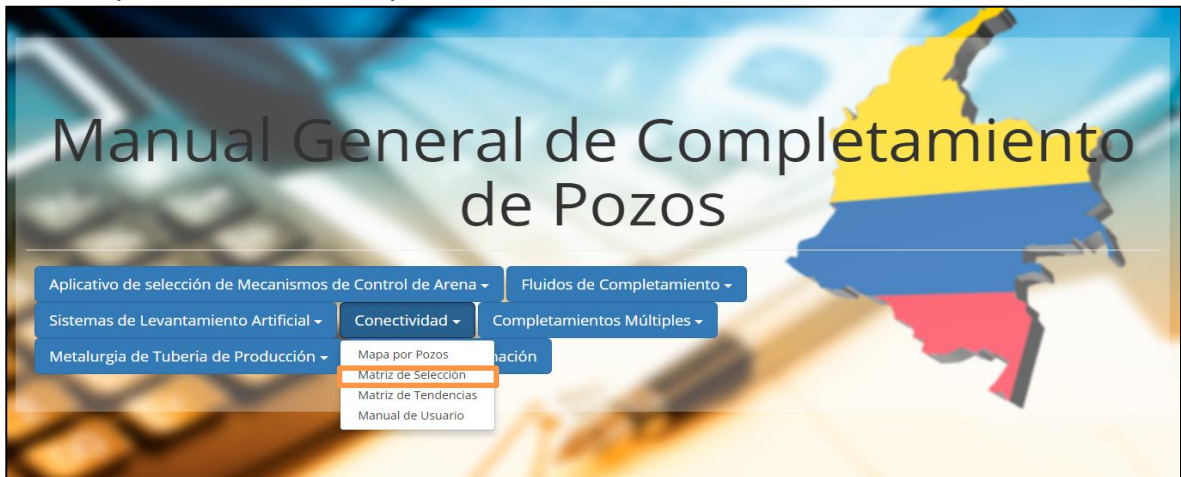 Manual General de Completamiento
de Pozos
Aplicativo de selección de Mecanismos de Control de Arena
Fluidos de Completamiento
Sistemas de Levantamiento Artificial
Conectividad
Completamientos Múltiples
Metalurgia de Tuberia de Producción
Mapa por Pozos
Matriz de Selección
Matriz de Tendencias
Manual de Usuario